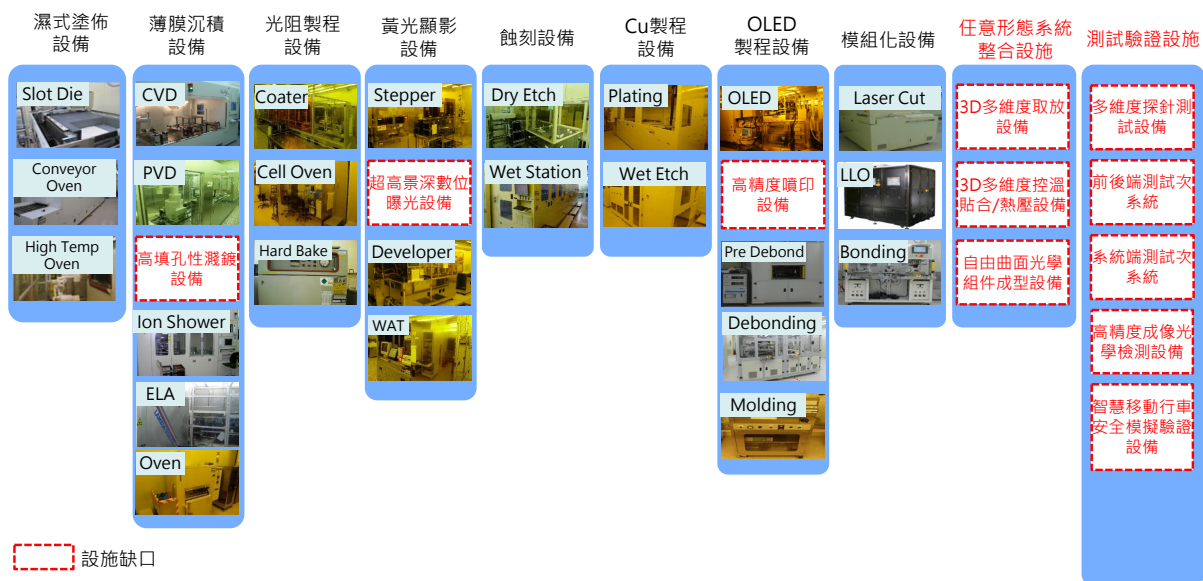 濕式塗佈
設備
Slot Die
Conveyor
Oven
High Temp
Oven
薄膜沉積
設備
CVD
PVD
高填孔性濺鍍
設備
Ion Shower
ELA
Oven
光阻製程
設備
Coater
Cell Oven
Hard Bake
黃光顯影
設備
Stepper
超高景深數位
曝光設備
Developer
WAT
蝕刻設備
Dry Etch
Wet Station
Cu製程
設備
Plating
Wet Etch
OLED
製程設備
OLED
高精度噴印
設備
Pre Debond
Debonding
Molding
模組化設備
Laser Cut
LLO
Bonding
任意形態系統
整合設施
3D多維度取放
設備
3D多維度控溫
貼合/熱壓設備
自由曲面光學
組件成型設備
測試驗證設施
多維度探針測
試設備
前後端測試次
系統
系統端測試次
系統
高精度成像光
學檢測設備
智慧移動行車
安全模擬驗證
設備
設施缺口